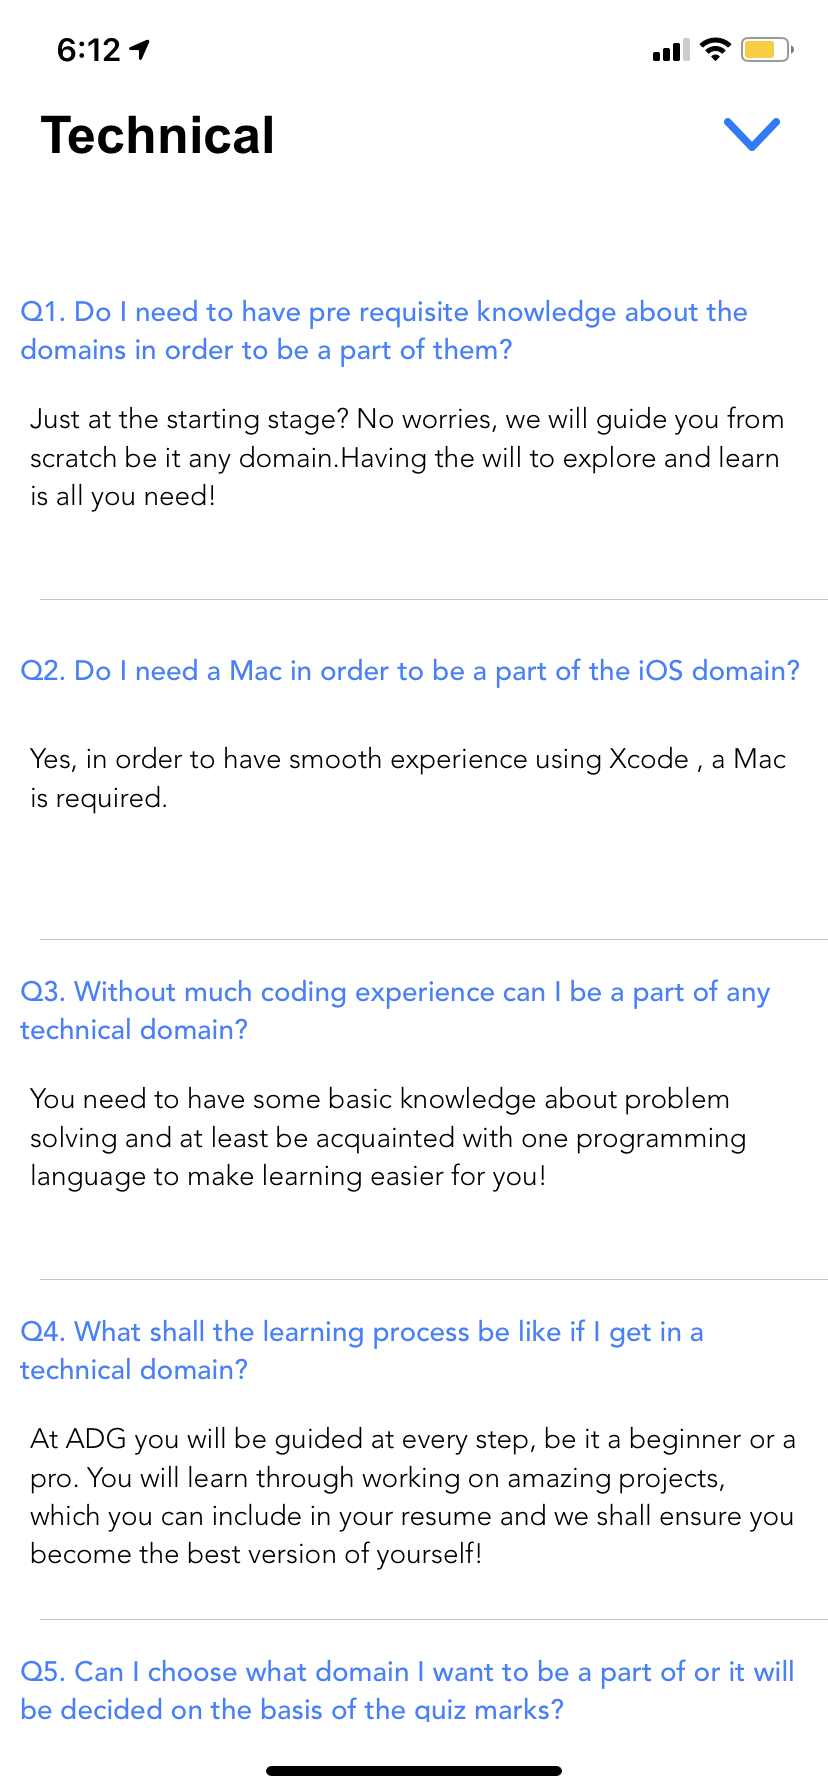 6:12
Technical
Q1. Do I need to have pre requisite knowledge about the
domains in order to be a part of them?
Just at the starting stage? No worries, we will guide you from
scratch be it any domain.Having the will to explore and learn
is all you need!
Q2. Do I need a Mac in order to be a part of the iOS domain?
Yes, in order to have smooth experience using Xcode , a Mac
is required.
Q3. Without much coding experience can I be a part of any
technical domain?
You need to have some basic knowledge about problem
solving and at least be acquainted with one programming
language to make learning easier for you!
Q4. What shall the learning process be like if I get in a
technical domain?
At ADG you will be guided at every step, be it a beginner or a
pro. You will learn through working on amazing projects,
which you can include in your resume and we shall ensure you
become the best version of yourself!
Q5. Can I choose what domain I want to be a part of or it will
be decided on the basis of the quiz marks?